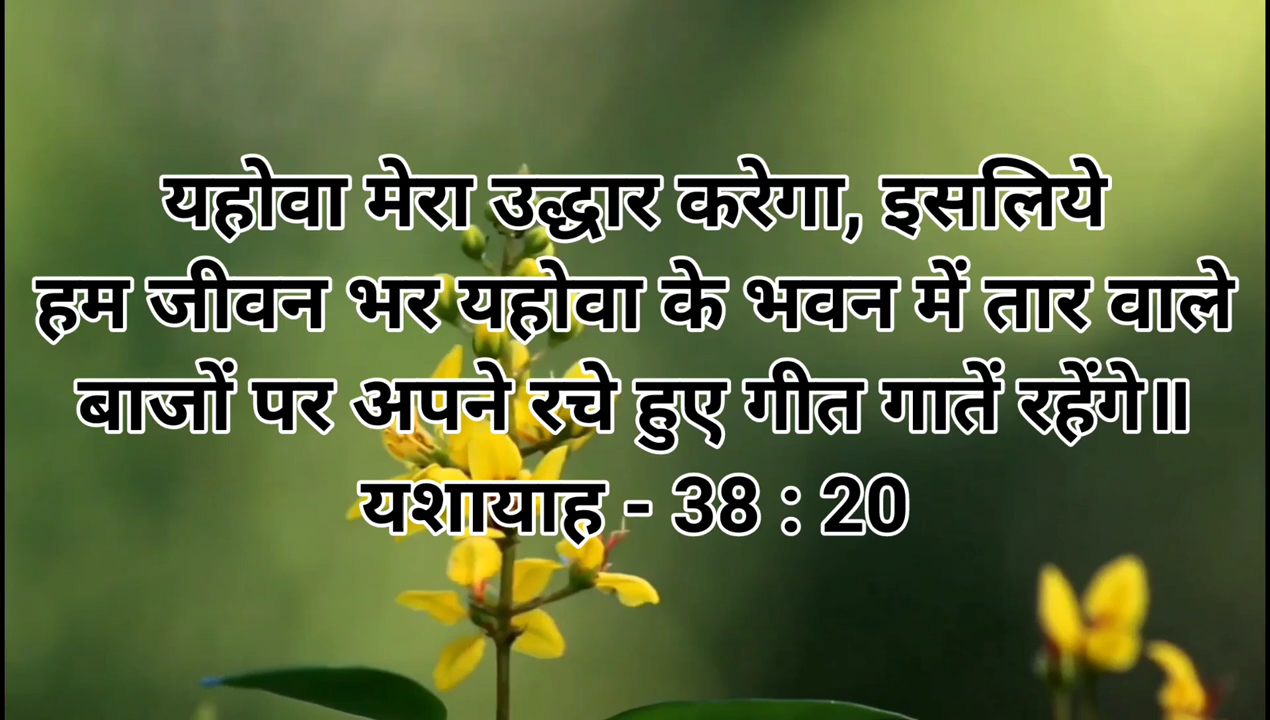 यहोवा मेरा उद्धार करेगा, इसलिये
हम जीवन भर यहोवा के भवन में तार वाले
बाजों पर अपने रचे हुए गीत गातें रहेंगे॥
यशायाह - 38 : 20